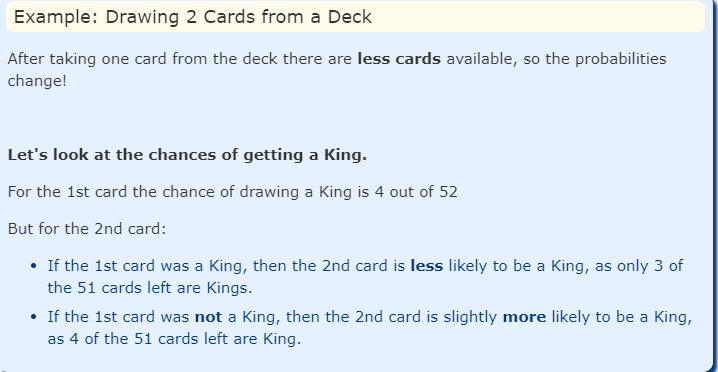 Example: Drawing 2 Cards from a Deck
After taking one card from the deck there are less cards available, so the probabilities
change!
Let's look at the chances of getting a King.
For the 1st card the chance of drawing a King is 4 out of 52
But for the 2nd card:
• If the 1st card was a King, then the 2nd card is less likely to be a King, as only 3 of
the 51 cards left are Kings.
• If the 1st card was not a King, then the 2nd card is slightly more likely to be a King,
as 4 of the 51 cards left are King.